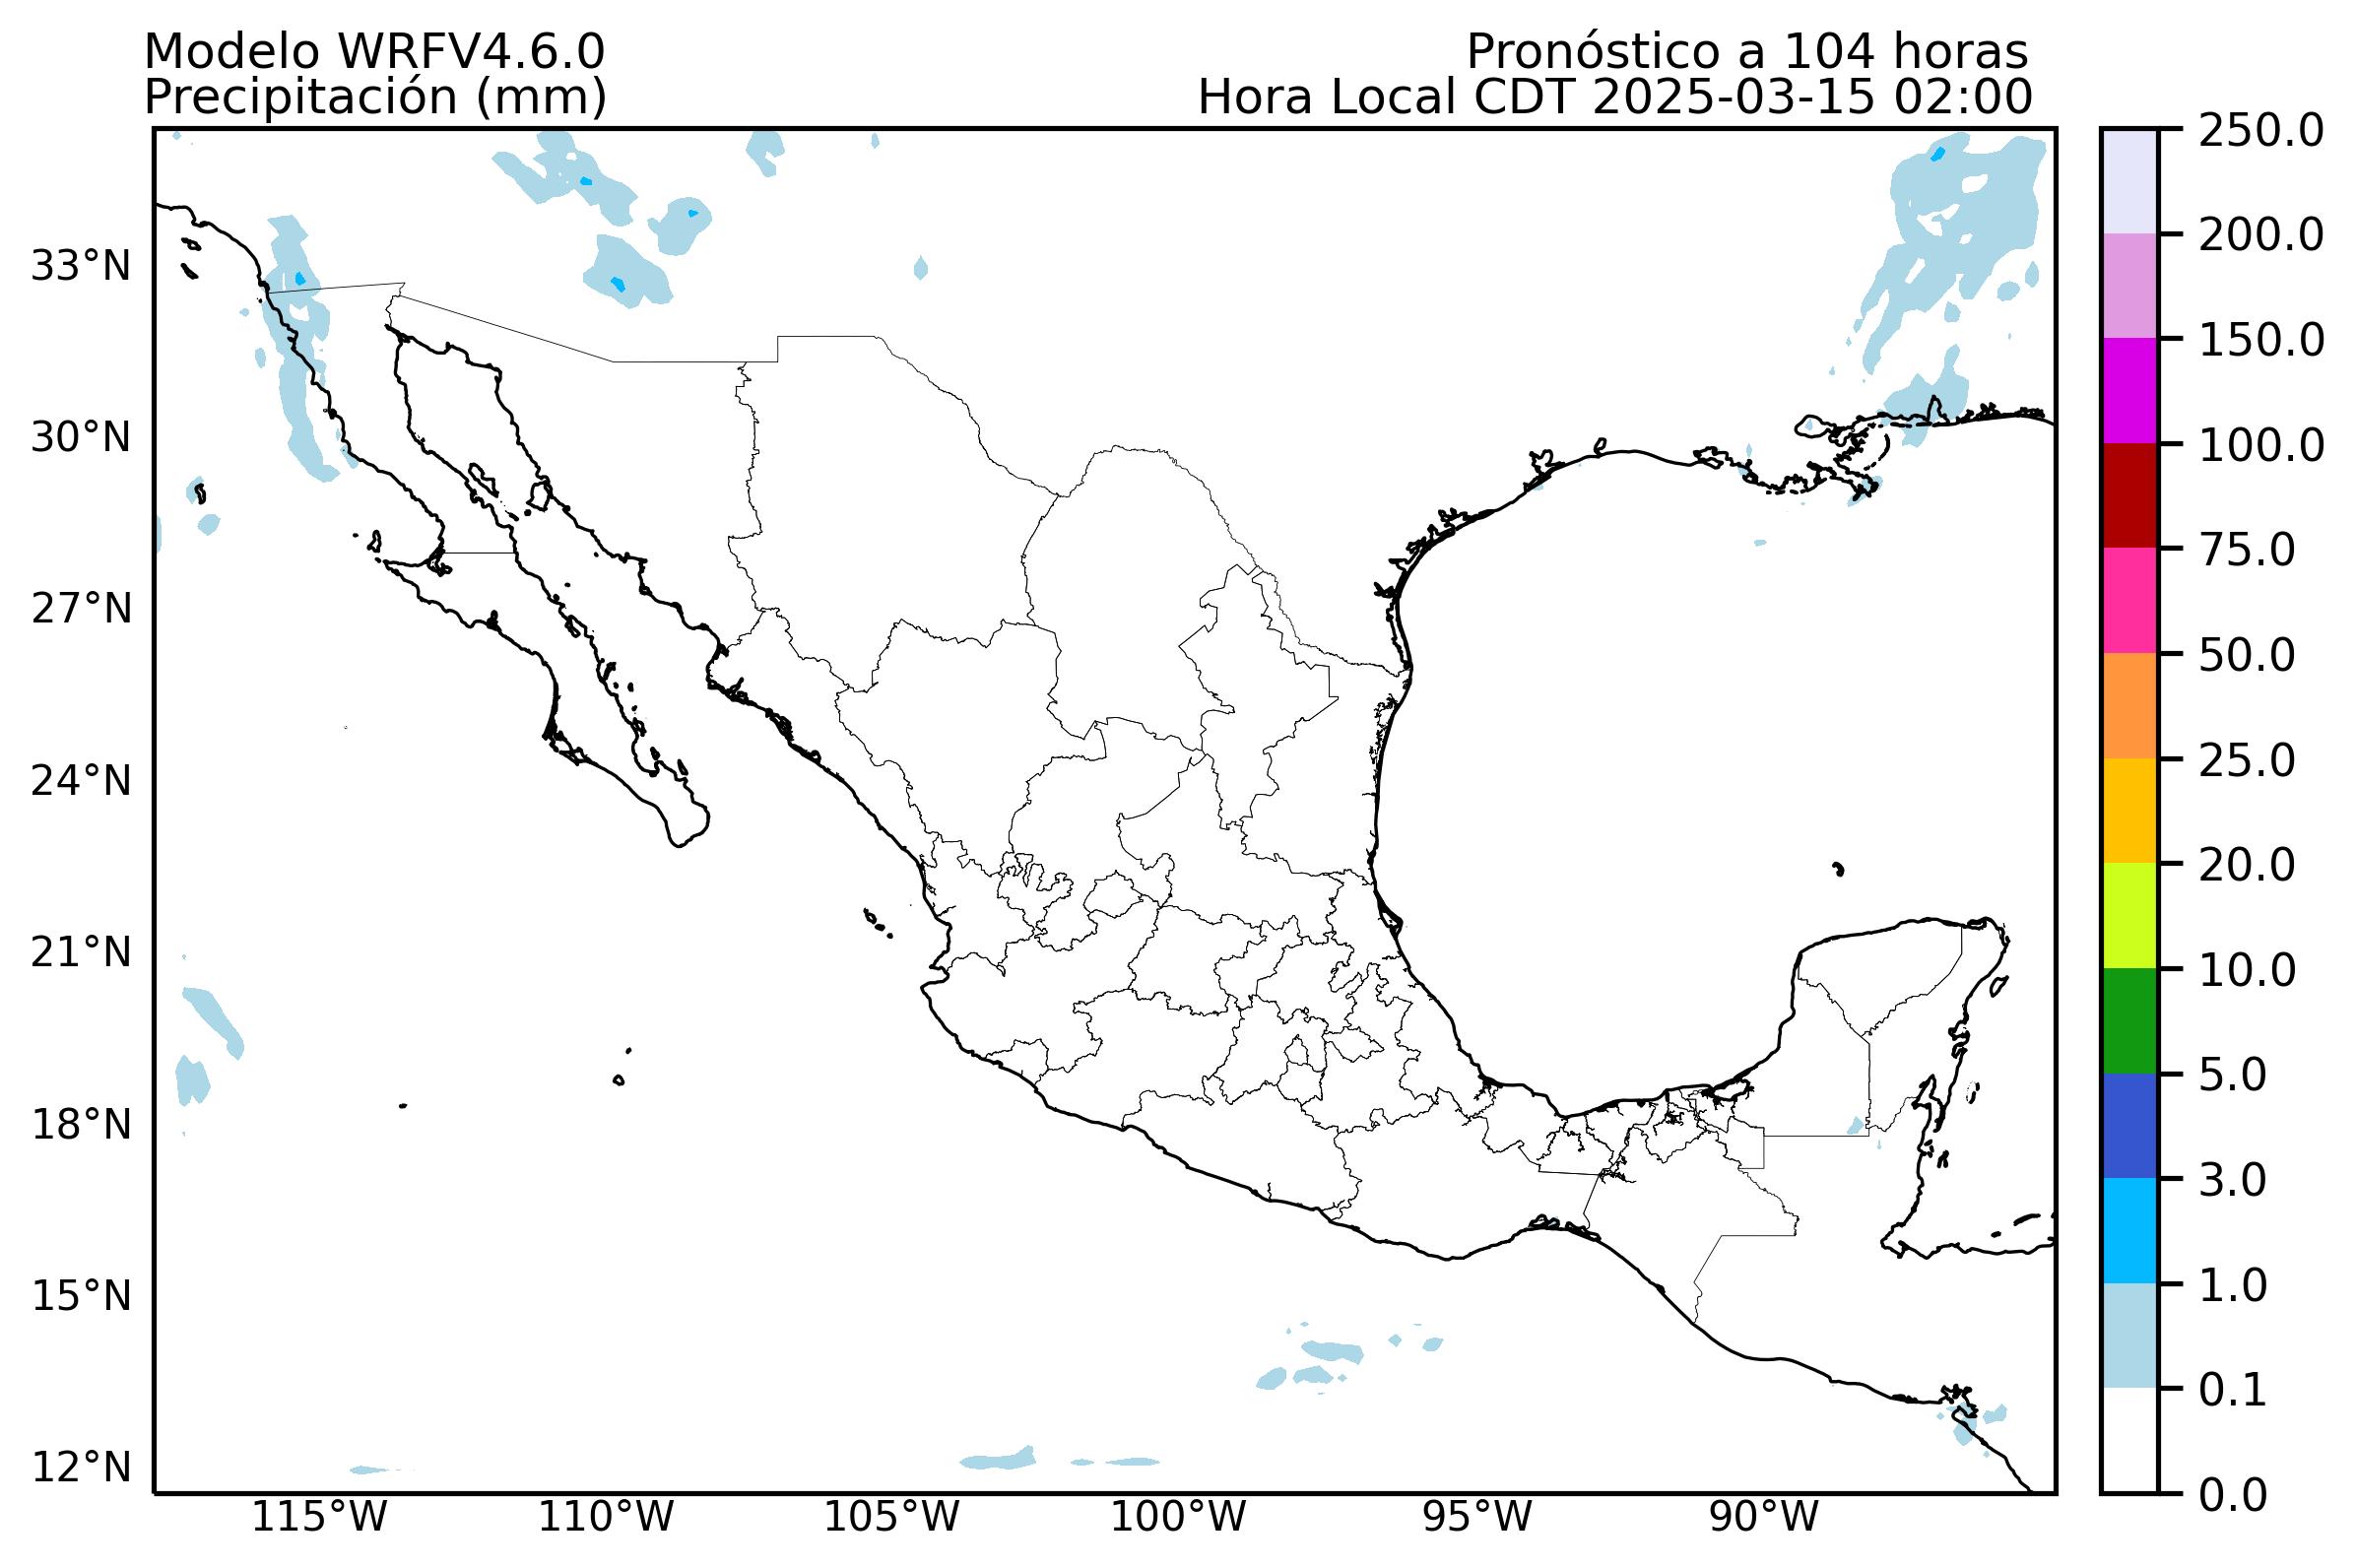 Modelo WRFV4.6.0
Precipitación (mm)
Pronóstico a 104 horas
Hora Local CDT 2025-03-15 02:00
33°N
30°N
27°N
24°N
21°N
18°N
15°N
12°N
115°W
110°W
105°W
100°W
95°W
90°W
250.0
200.0
150.0
100.0
75.0
50.0
25.0
20.0
10.0
5.0
3.0
1.0
0.1
0.0